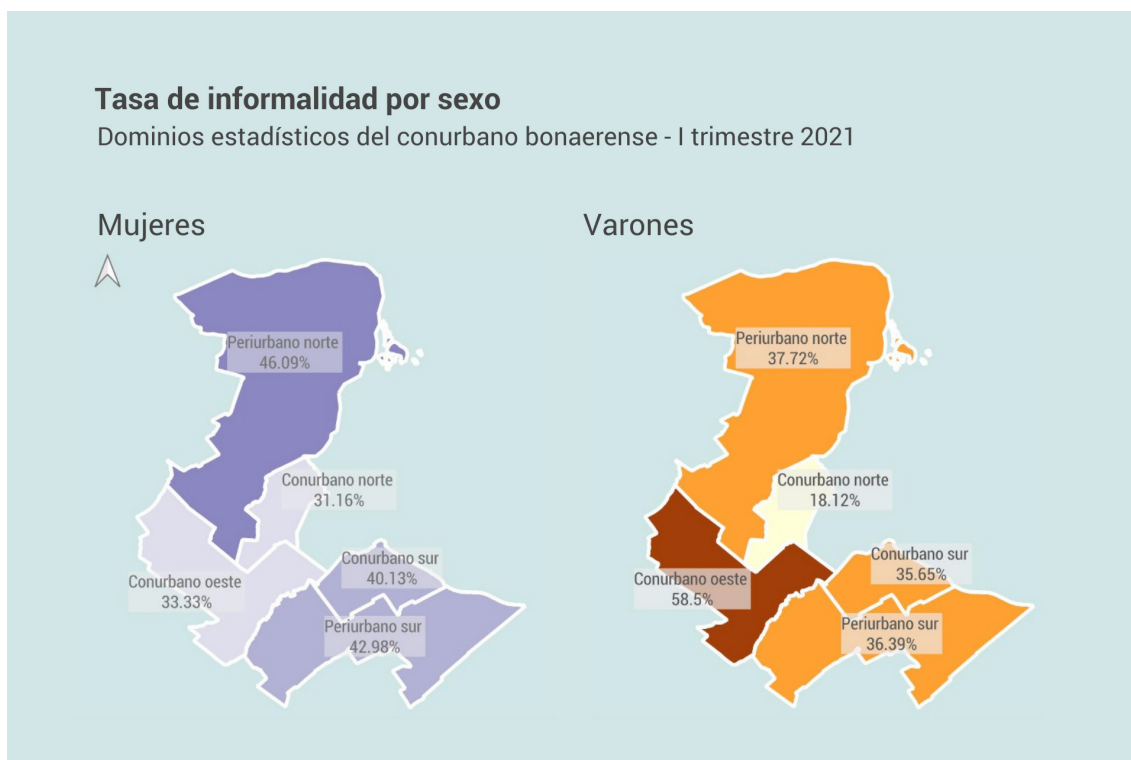 Tasa de informalidad por sexo
Dominios estadísticos del conurbano bonaerense - I trimestre 2021
Mujeres
Periurbano norte
46.09%
Conurbano norte
31.16%
Conurbano sur
40.13%
Conurbano oeste
33.33%
Periurbano sur
42.98%
Varones
Periurbano norte
37.72%
Conurbano norte
18.12%
Conurbano sur
35.65%
Conurbano oeste
58.5%
Periurbano sur
36.39%